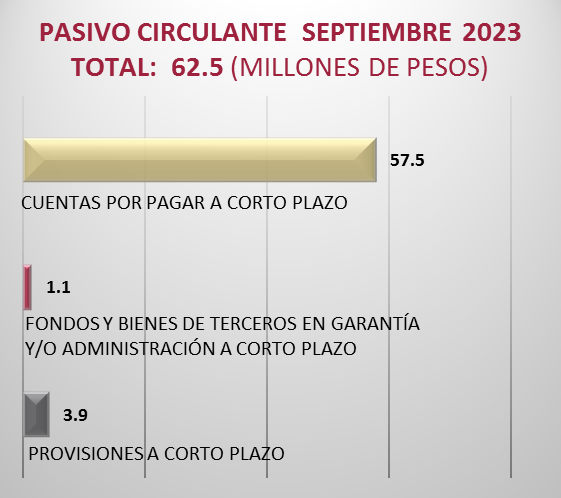 PASIVO CIRCULANTE SEPTIEMBRE 2023
TOTAL: 62.5 (MILLONES DE PESOS)
57.5
CUENTAS POR PAGAR A CORTO PLAZO
1.1
FONDOS Y BIENES DE TERCEROS EN GARANTÍA
Y/O ADMINISTRACIÓN A CORTO PLAZO
3.9
PROVISIONES A CORTO PLAZO